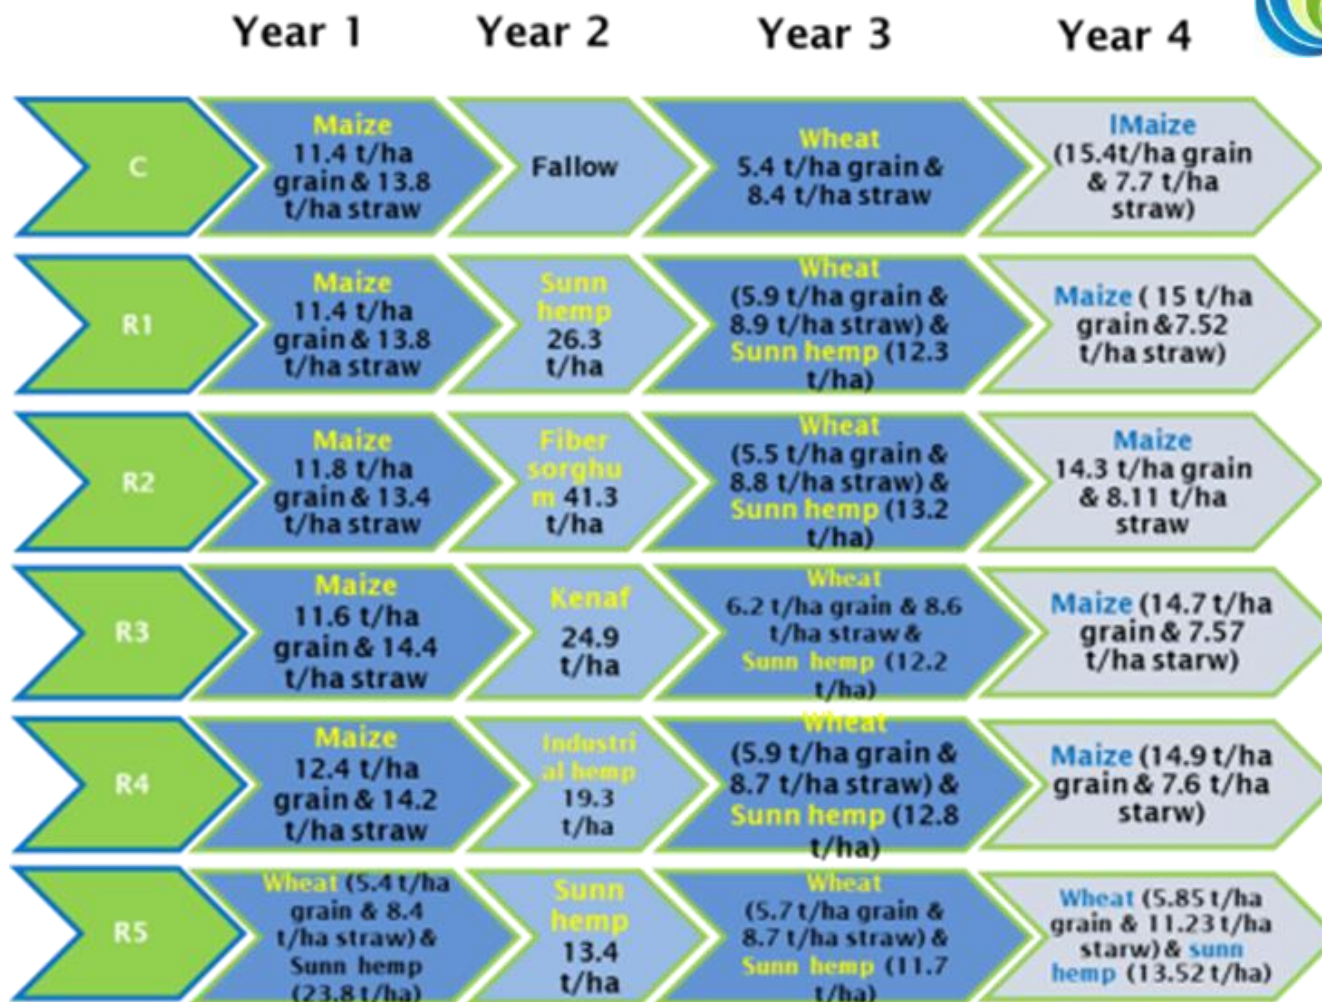 Year 1 Year 2 Year 3 Year 4
C
Maize
11.4 t/ha
grain & 13.8
t/ha straw
Fallow
Wheat
5.4 t/ha grain &
8.4 t/ha straw
lMaize
(15.4t/ha grain
& 7.7 t/ha
straw)
R1
Maize
11.4 t/ha
grain & 13.8
t/ha straw
Sunn
hemp
26.3
t/ha
Wheat
(5.9 t/ha grain &
8.9 t/ha straw) &
Sunn hemp (12.3
t/ha)
Maize ( 15 t/ha
grain &7.52
t/ha straw)
R2
Maize
11.8 t/ha
grain & 13.4
t/ha straw
Fiber
sorghu
m 41.3
t/ha
Wheat
(5.5 t/ha grain &
8.8 t/ha straw) &
Sunn hemp (13.2
t/ha)
Maize
14.3 t/ha grain
& 8.11 t/ha
straw
R3
Maize
11.6 t/ha
grain & 14.4
t/ha straw
Kenaf
24.9
t/ha
Wheat
6.2 t/ha grain & 8.6
t/ha straw &
Sunn hemp (12.2
t/ha)
Maize (14.7 t/ha
grain & 7.57
t/ha starw)
R4
Maize
12.4 t/ha
grain & 14.2
t/ha straw
Industri
al hemp
19.3
t/ha
Wheat
(5.9 t/ha grain &
8.7 t/ha straw) &
Sunn hemp (12.8
t/ha)
Maize (14.9 t/ha
grain & 7.6 t/ha
starw)
R5
Wheat (5.4 t/ha
grain & 8.4
t/ha straw) &
Sunn hemp
(23.8 t/ha)
Sunn
hemp
13.4
t/ha
Wheat
(5.7 t/ha grain &
8.7 t/ha straw) &
Sunn hemp (11.7
t/ha)
Wheat (5.85 t/ha
grain & 11.23 t/ha
starw) & sunn
hemp (13.52 t/ha)